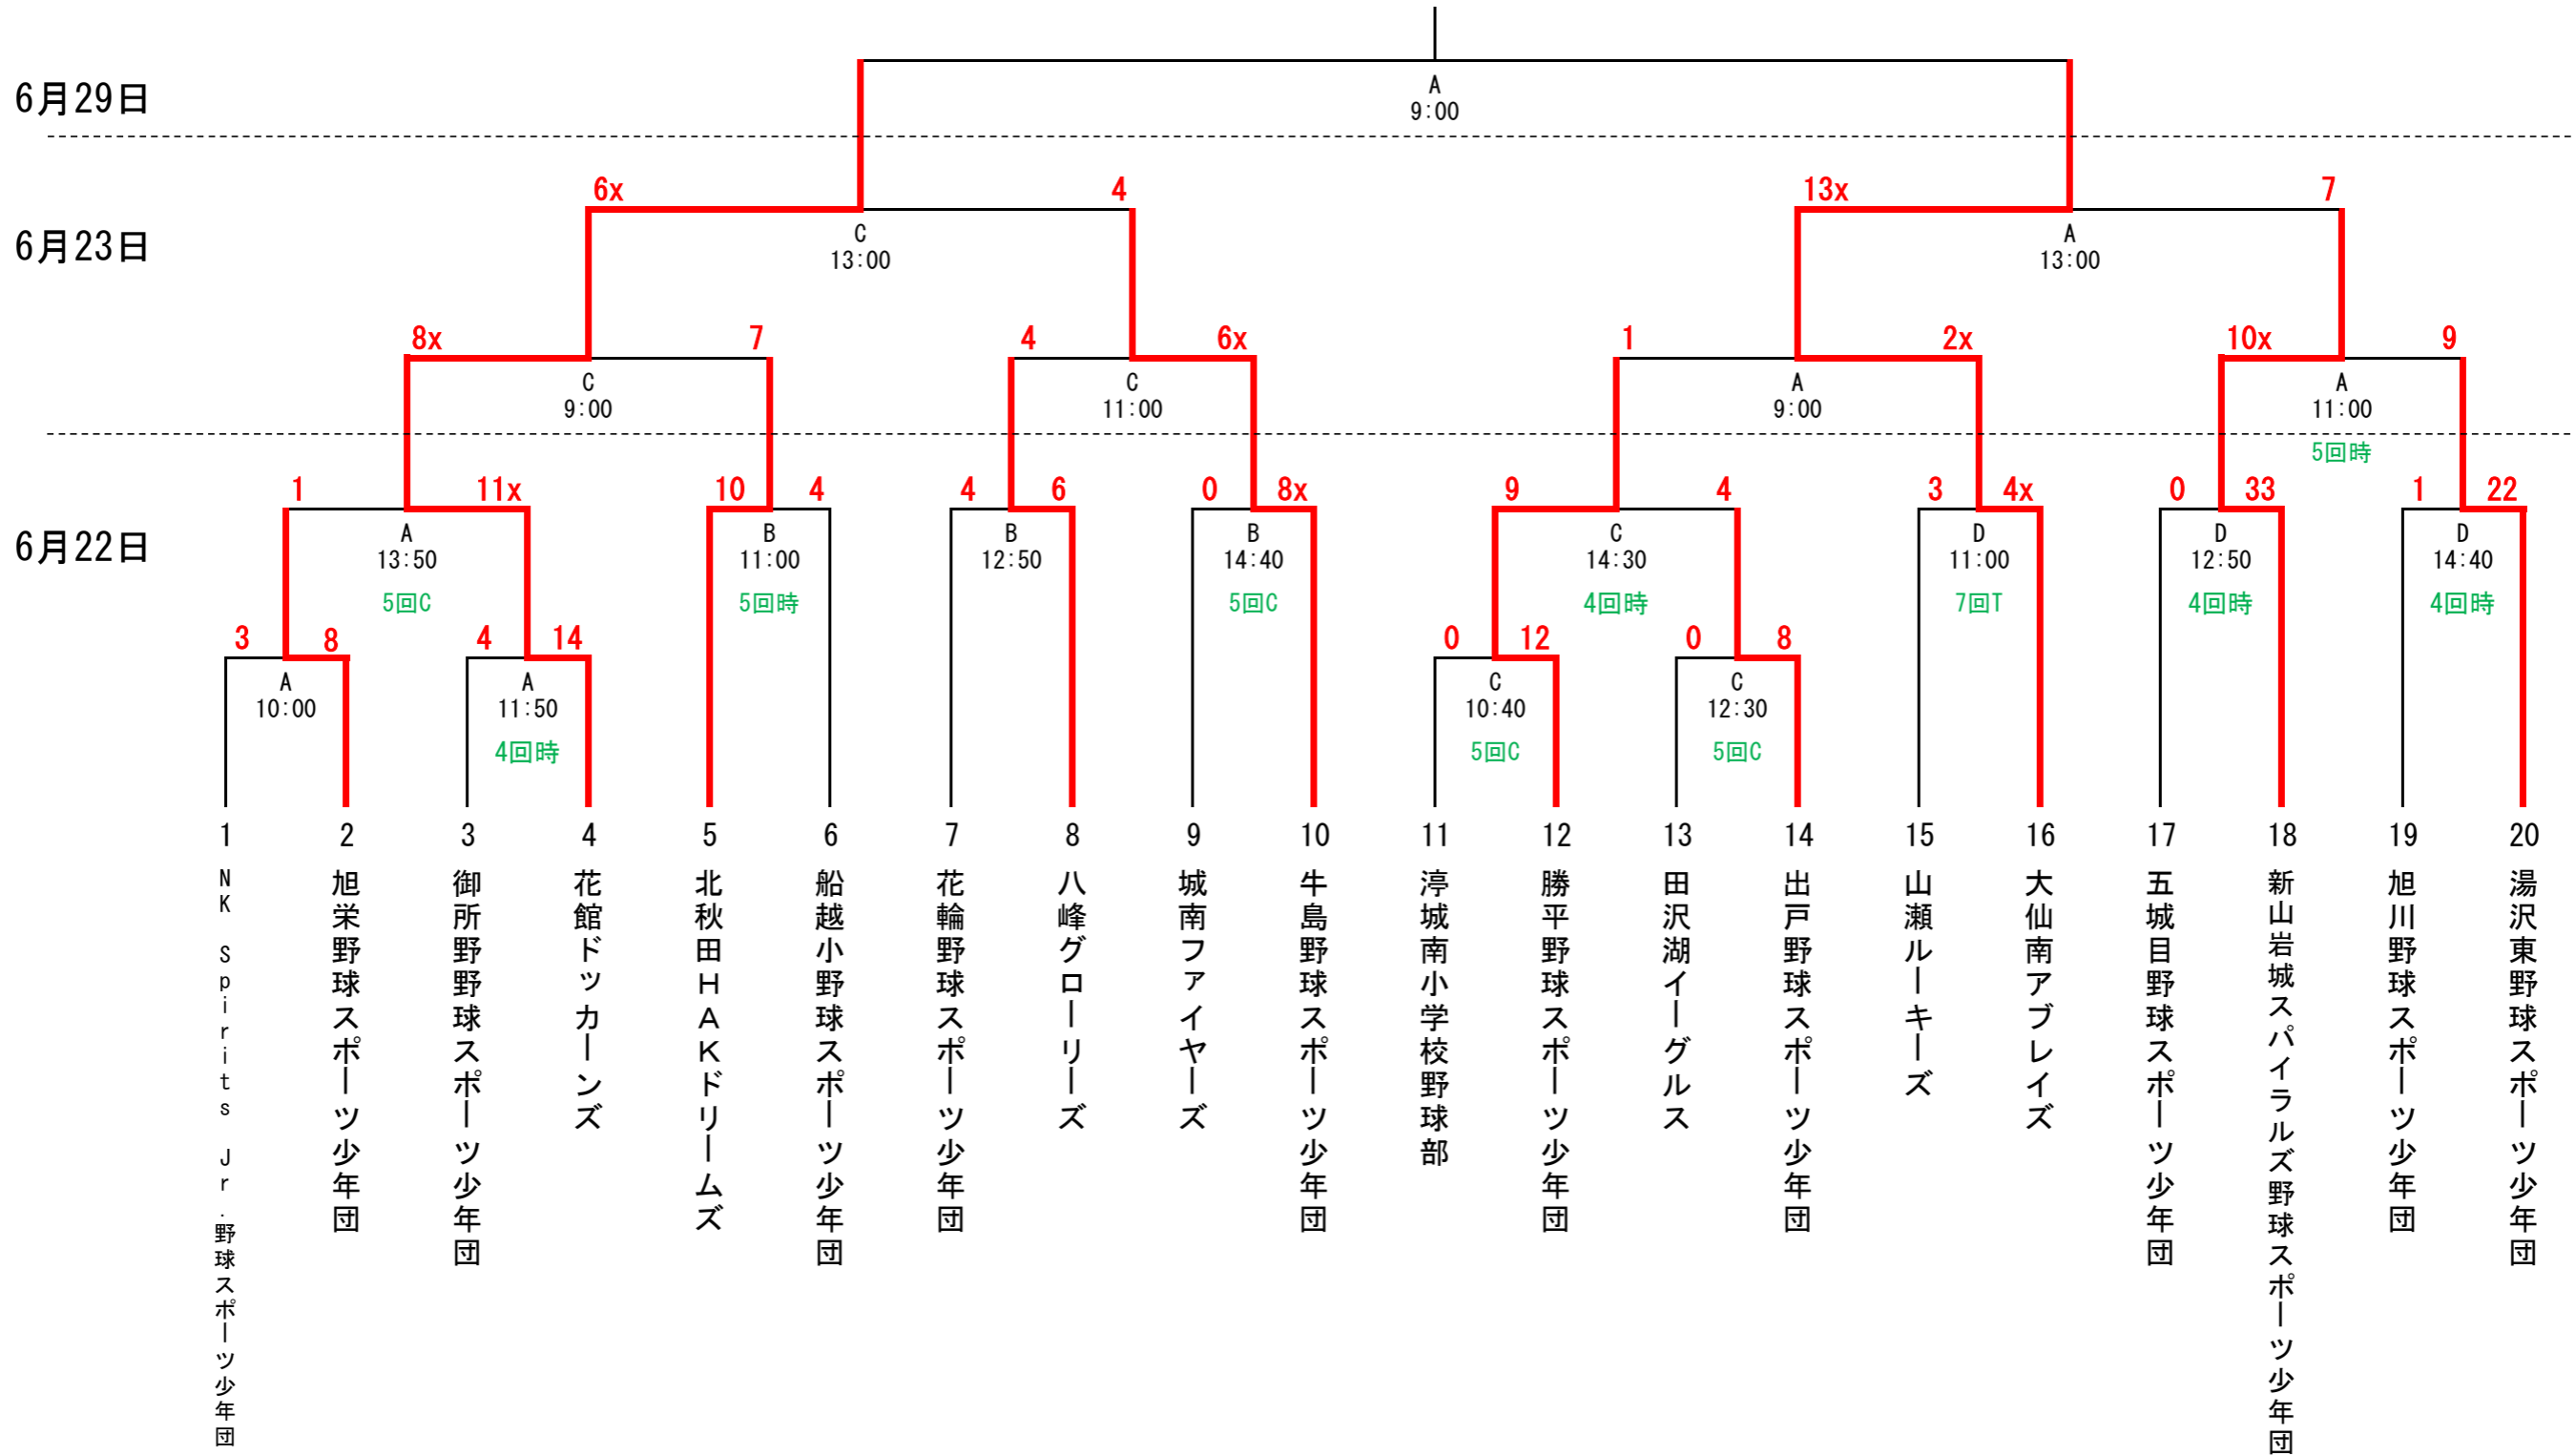 A
9:00
6月29日
6x
4
13x
7
6月23日
C
13:00
A
13:00
8x
7
4
6x
1
2x
10x
9
C
9:00
C
11:00
A
9:00
A
11:00
5回時
1
11x
10
4
4
6
0
8x
9
4
3
4x
0
33
1
22
6月22日
A
13:50
5回C
B
11:00
5回時
B
12:50
B
14:40
5回C
C
14:30
4回時
D
11:00
7回T
D
12:50
4回時
D
14:40
4回時
3
8
4
14
0
12
0
8
A
10:00
A
11:50
4回時
C
10:40
5回C
C
12:30
5回C
1
2
3
4
5
6
7
8
9
10
11
12
13
14
15
16
17
18
19
20
NK Spirits Jr.野球スポーツ少年団
旭栄野球スポーツ少年団
御所野野球スポーツ少年団
花館ドッカーンズ
北秋田HAKドリームズ
船越小野球スポーツ少年団
花輪野球スポーツ少年団
八峰グローリーズ
城南ファイヤーズ
牛島野球スポーツ少年団
渟城南小学校野球部
勝平野球スポーツ少年団
田沢湖イーグルス
出戸野球スポーツ少年団
山瀬ルーキーズ
大仙南アブレイズ
五城目野球スポーツ少年団
新山岩城スパイラルズ野球スポーツ少年団
旭川野球スポーツ少年団
湯沢東野球スポーツ少年団